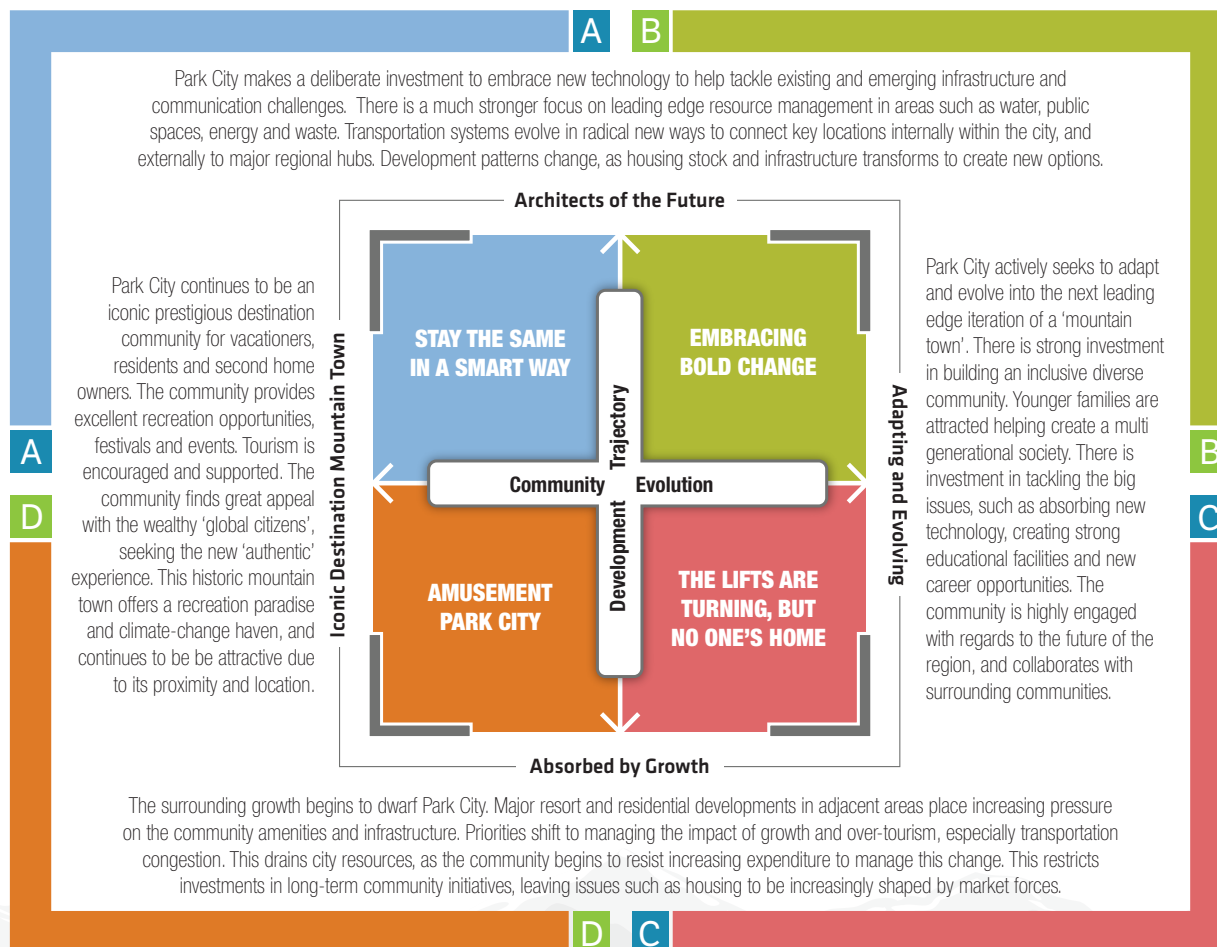 A B
Park City makes a deliberate investment to embrace new technology to help tackle existing and emerging infrastructure and
communication challenges. There is a much stronger focus on leading edge resource management in areas such as water, public
spaces, energy and waste. Transportation systems evolve in radical new ways to connect key locations internally within the city, and
externally to major regional hubs. Development patterns change, as housing stock and infrastructure transforms to create new options.
Architects of the Future
Park City continues to be an
iconic prestigious destination
community for vacationers,
residents and second home
owners. The community provides
excellent recreation opportunities,
festivals and events. Tourism is
encouraged and supported. The
community finds great appeal
with the wealthy ‘global citizens’,
seeking the new ‘authentic’
experience. This historic mountain
town offers a recreation paradise
and climate-change haven, and
continues to be be attractive due
to its proximity and location.
A
D
Iconic Destination Mountain Town
STAY THE SAME
IN A SMART WAY
EMBRACING
BOLD CHANGE
Community Evolution
Development Trajectory
AMUSEMENT
PARK CITY
THE LIFTS ARE
TURNING, BUT
NO ONE’S HOME
Adapting and Evolving
Park City actively seeks to adapt
and evolve into the next leading
edge iteration of a ‘mountain
town’. There is strong investment
in building an inclusive diverse
community. Younger families are
attracted helping create a multi
generational society. There is
investment in tackling the big
issues, such as absorbing new
technology, creating strong
educational facilities and new
career opportunities. The
community is highly engaged
with regards to the future of the
region, and collaborates with
surrounding communities.
B
C
Absorbed by Growth
The surrounding growth begins to dwarf Park City. Major resort and residential developments in adjacent areas place increasing pressure
on the community amenities and infrastructure. Priorities shift to managing the impact of growth and over-tourism, especially transportation
congestion. This drains city resources, as the community begins to resist increasing expenditure to manage this change. This restricts
investments in long-term community initiatives, leaving issues such as housing to be increasingly shaped by market forces.
D C